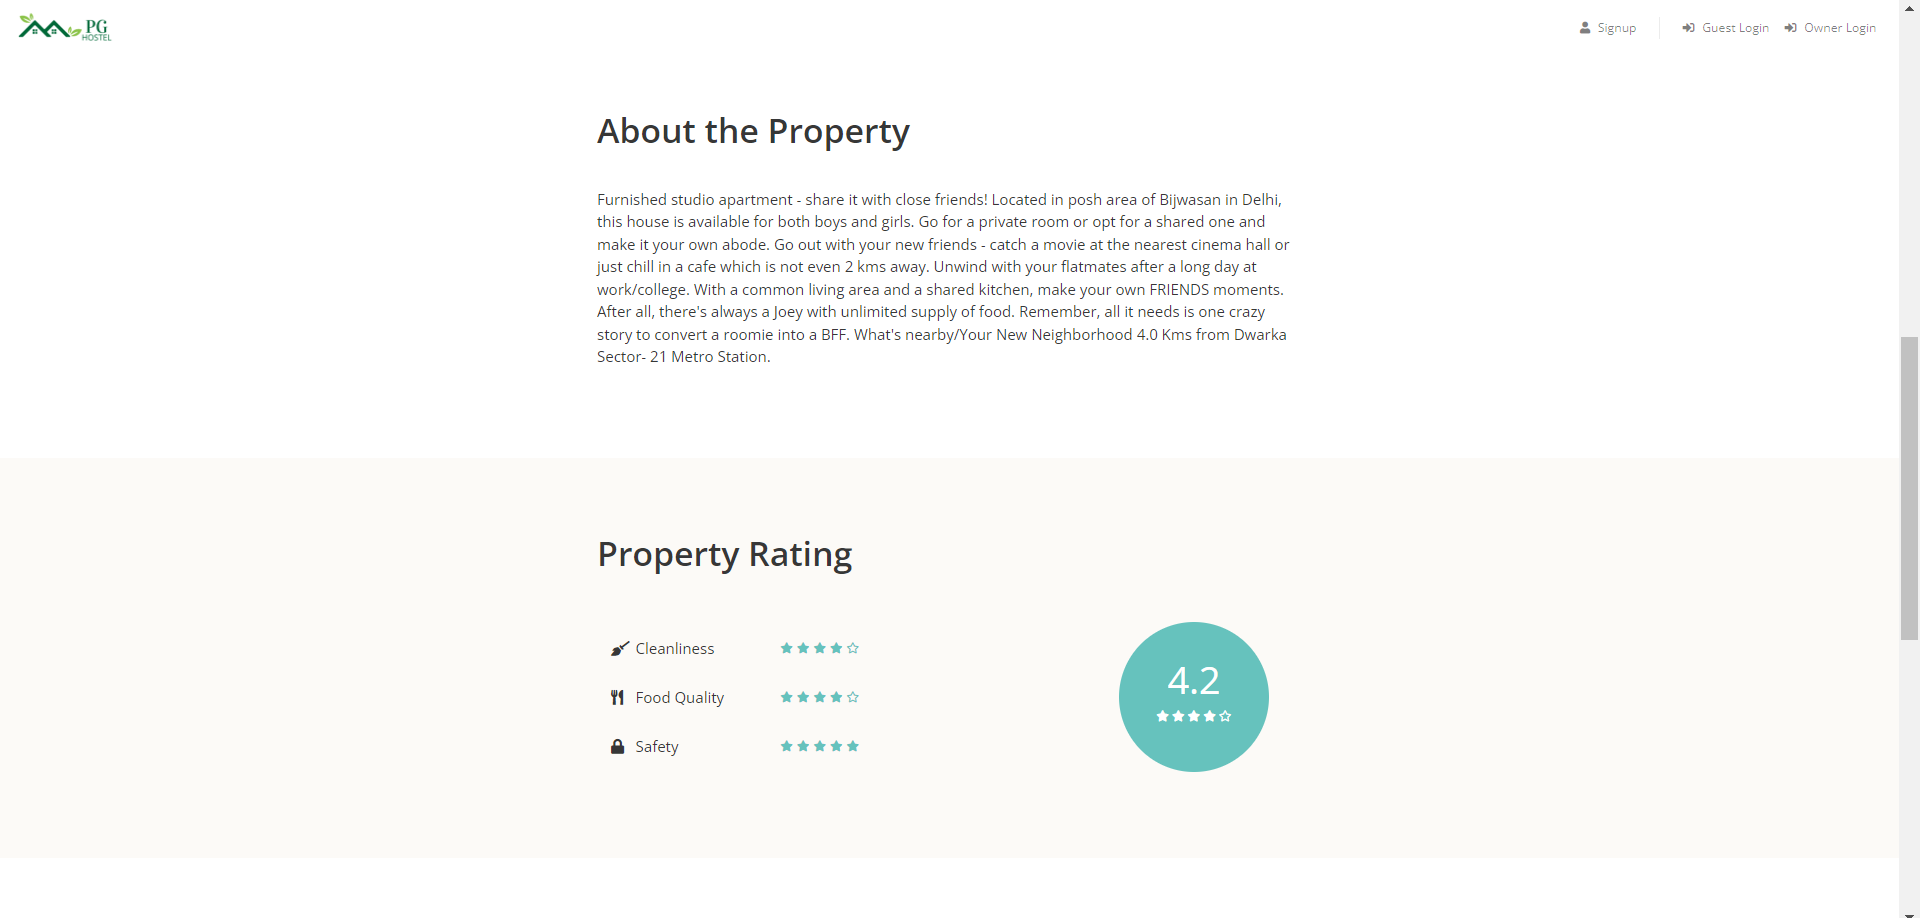 PG
HOSTEL
Signup
Guest Login
Owner Login
About the Property
Furnished studio apartment - share it with close friends! Located in posh area of Bijwasan in Delhi,
this house is available for both boys and girls. Go for a private room or opt for a shared one and
make it your own abode. Go out with your new friends - catch a movie at the nearest cinema hall or
just chill in a cafe which is not even 2 kms away. Unwind with your flatmates after a long day at
work/college. With a common living area and a shared kitchen, make your own FRIENDS moments.
After all, there's always a Joey with unlimited supply of food. Remember, all it needs is one crazy
story to convert a roomie into a BFF. What's nearby/Your New Neighborhood 4.0 Kms from Dwarka
Sector- 21 Metro Station.
Property Rating
Cleanliness
Food Quality
Safety
4.2